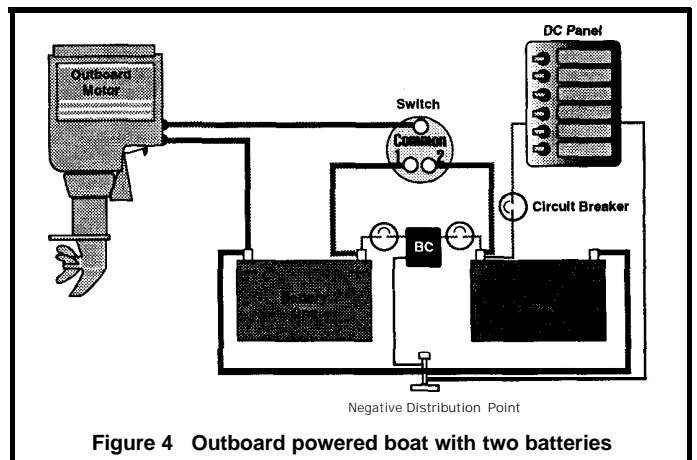 DC Panel
Outboard
Motor
Switch
Common
1 2
Circuit Breaker
BC
Negative Distribution Point
Figure 4 Outboard powered boat with two batteries